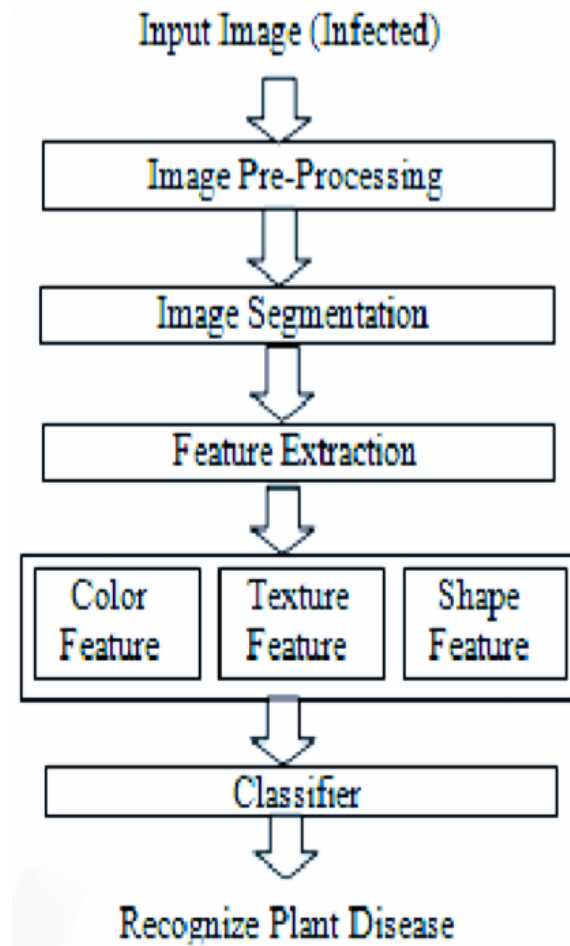 Input Image (Infected)
Image Pre-Processing
Image Segmentation
Feature Extraction
Color Feature
Texture Feature
Shape Feature
Classifier
Recognize Plant Disease